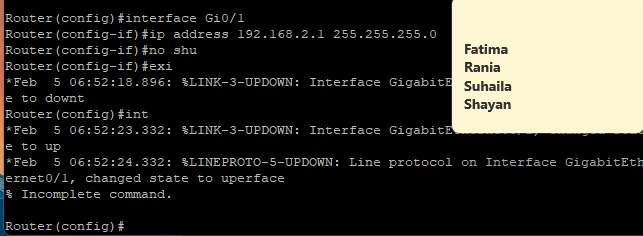 Router(config)#interface Gi0/1
Router(config-if)#ip address 192.168.2.1 255.255.255.0
Router(config-if)#no shu
Router(config-if)#exi
*Feb  5 06:52:18.896: %LINK-3-UPDOWN: Interface GigabitE
e to downt
Router(config)#int
*Feb  5 06:52:23.332: %LINK-3-UPDOWN: Interface
e to up
*Feb  5 06:52:24.332: %LINEPROTO-5-UPDOWN: Line protocol on Interface GigabitEth
ernet0/1, changed state to uperface
% Incomplete command.
Router(config)#
Fatima
Rania
Suhaila
Shayan